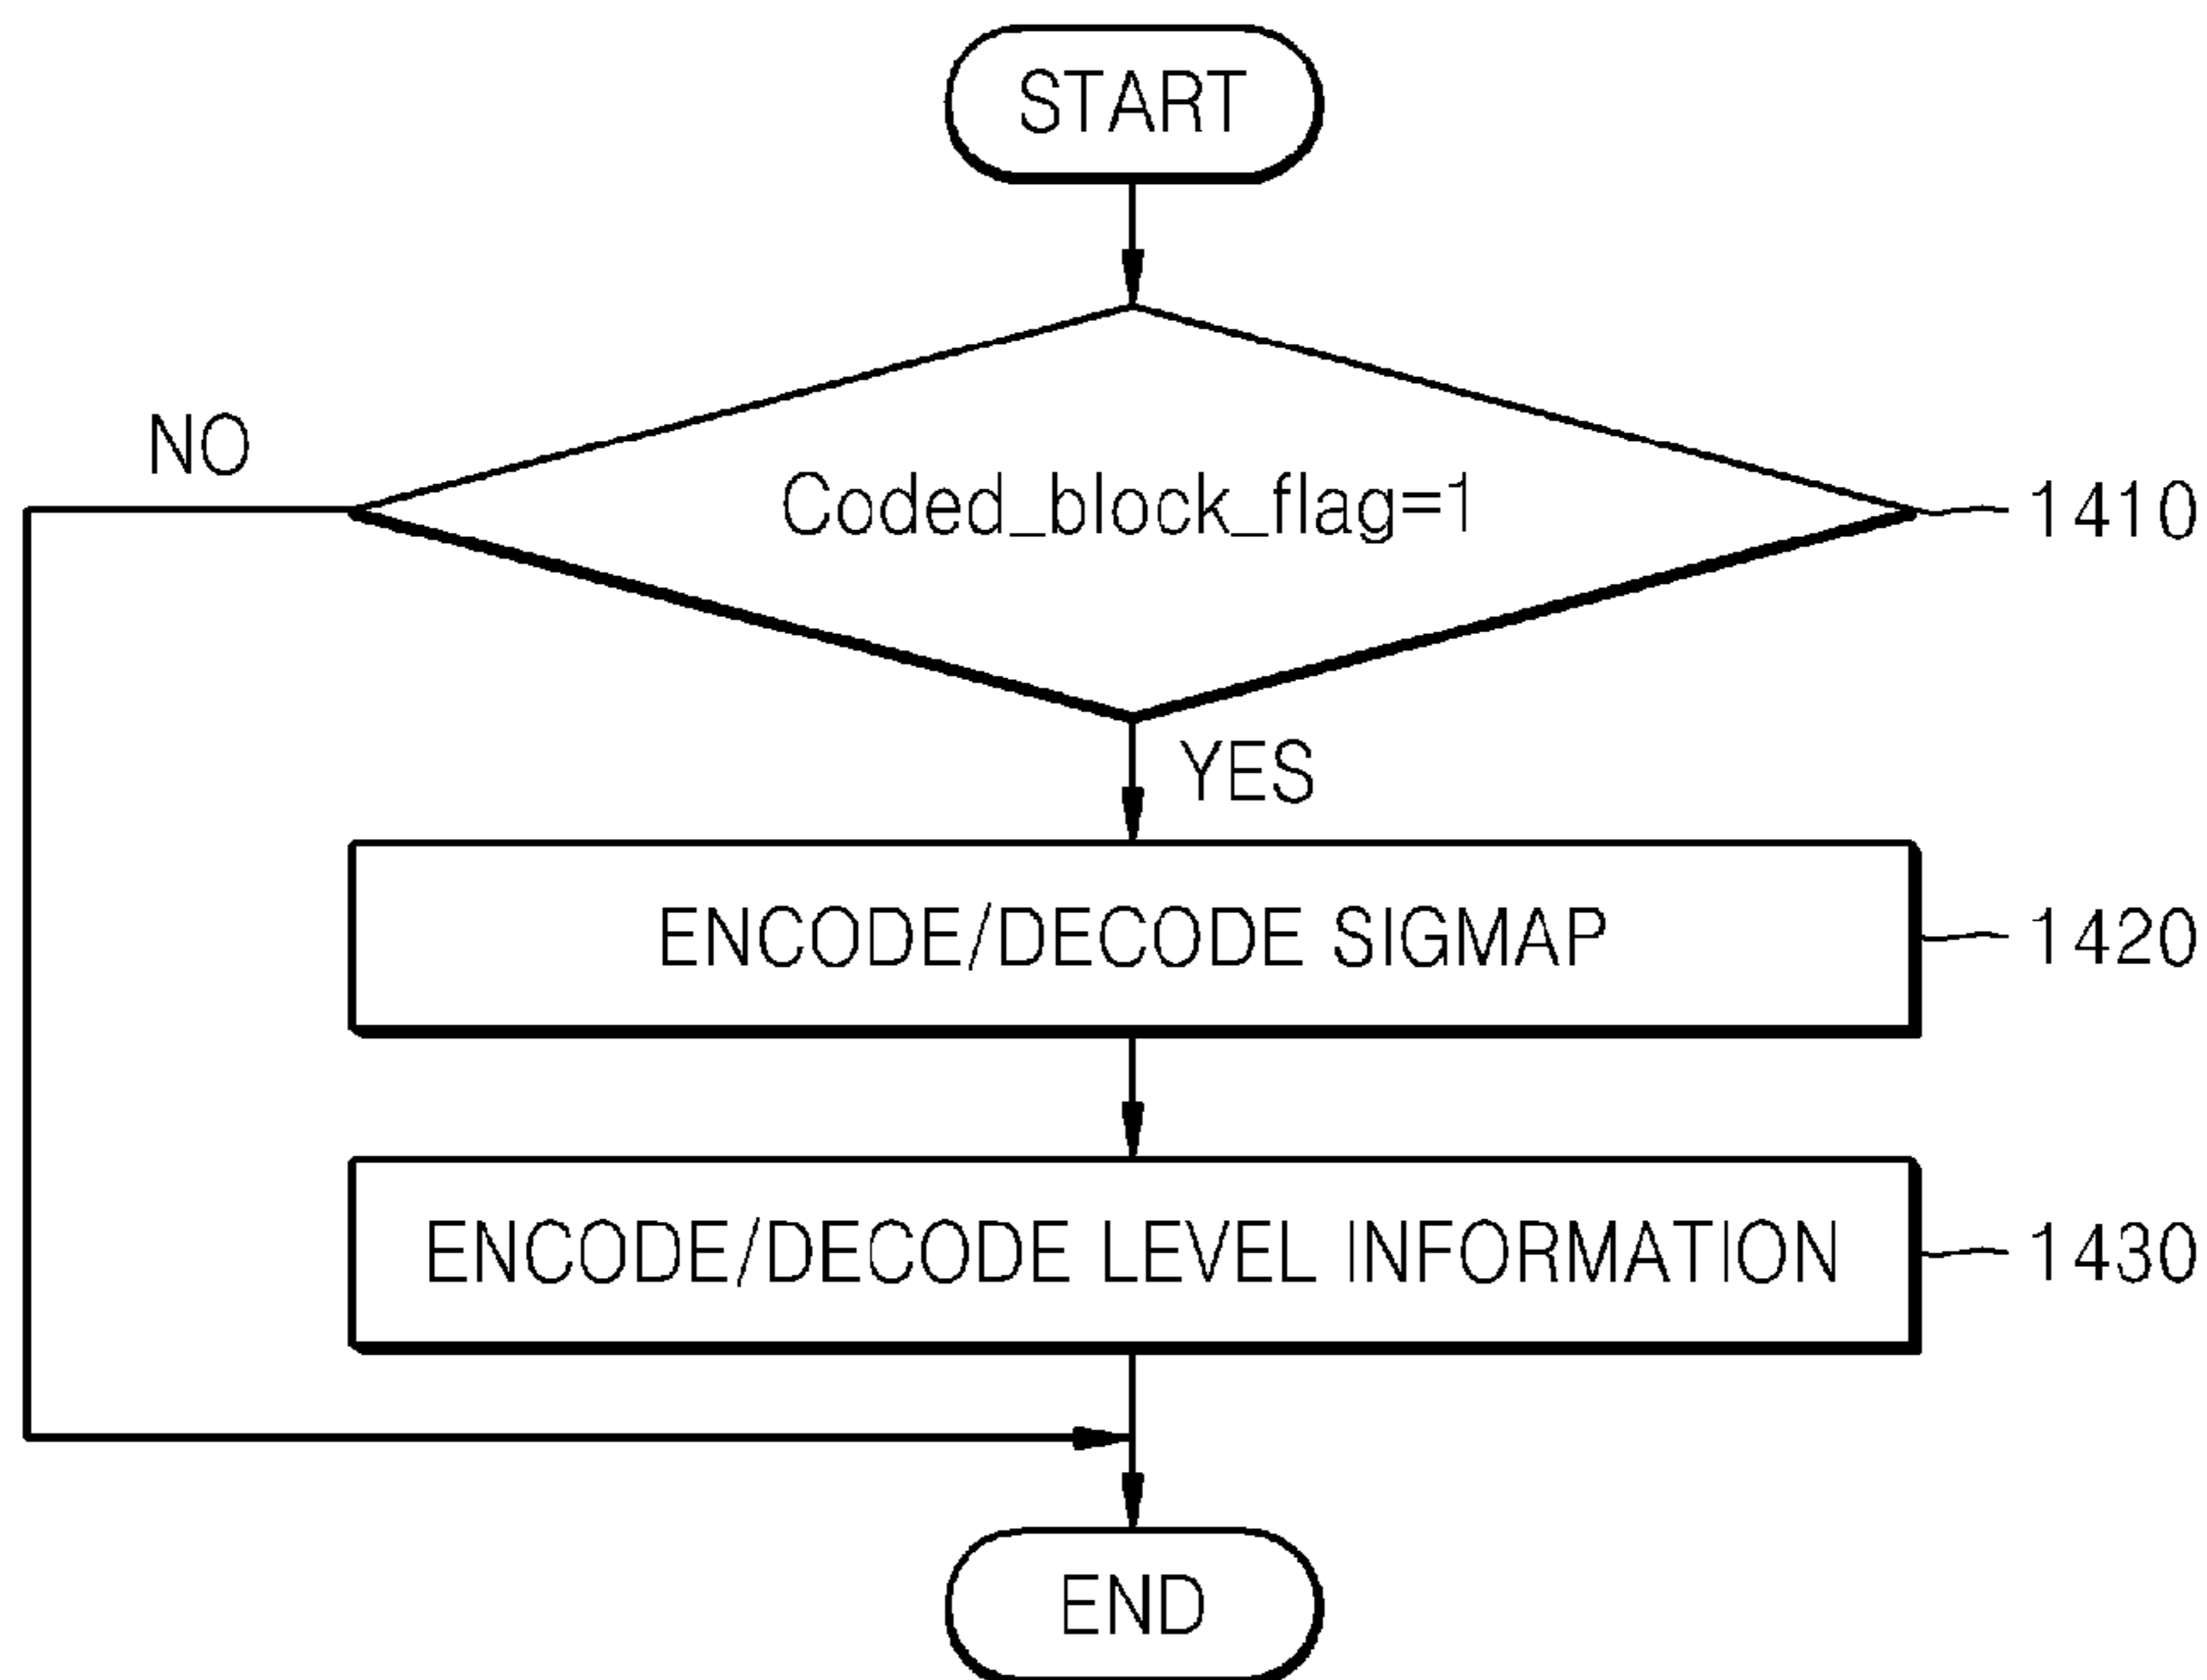 START
NO
Coded_block_flag=1
1410
YES
ENCODE/DECODE SIGMAP
1420
ENCODE/DECODE LEVEL INFORMATION
1430
END